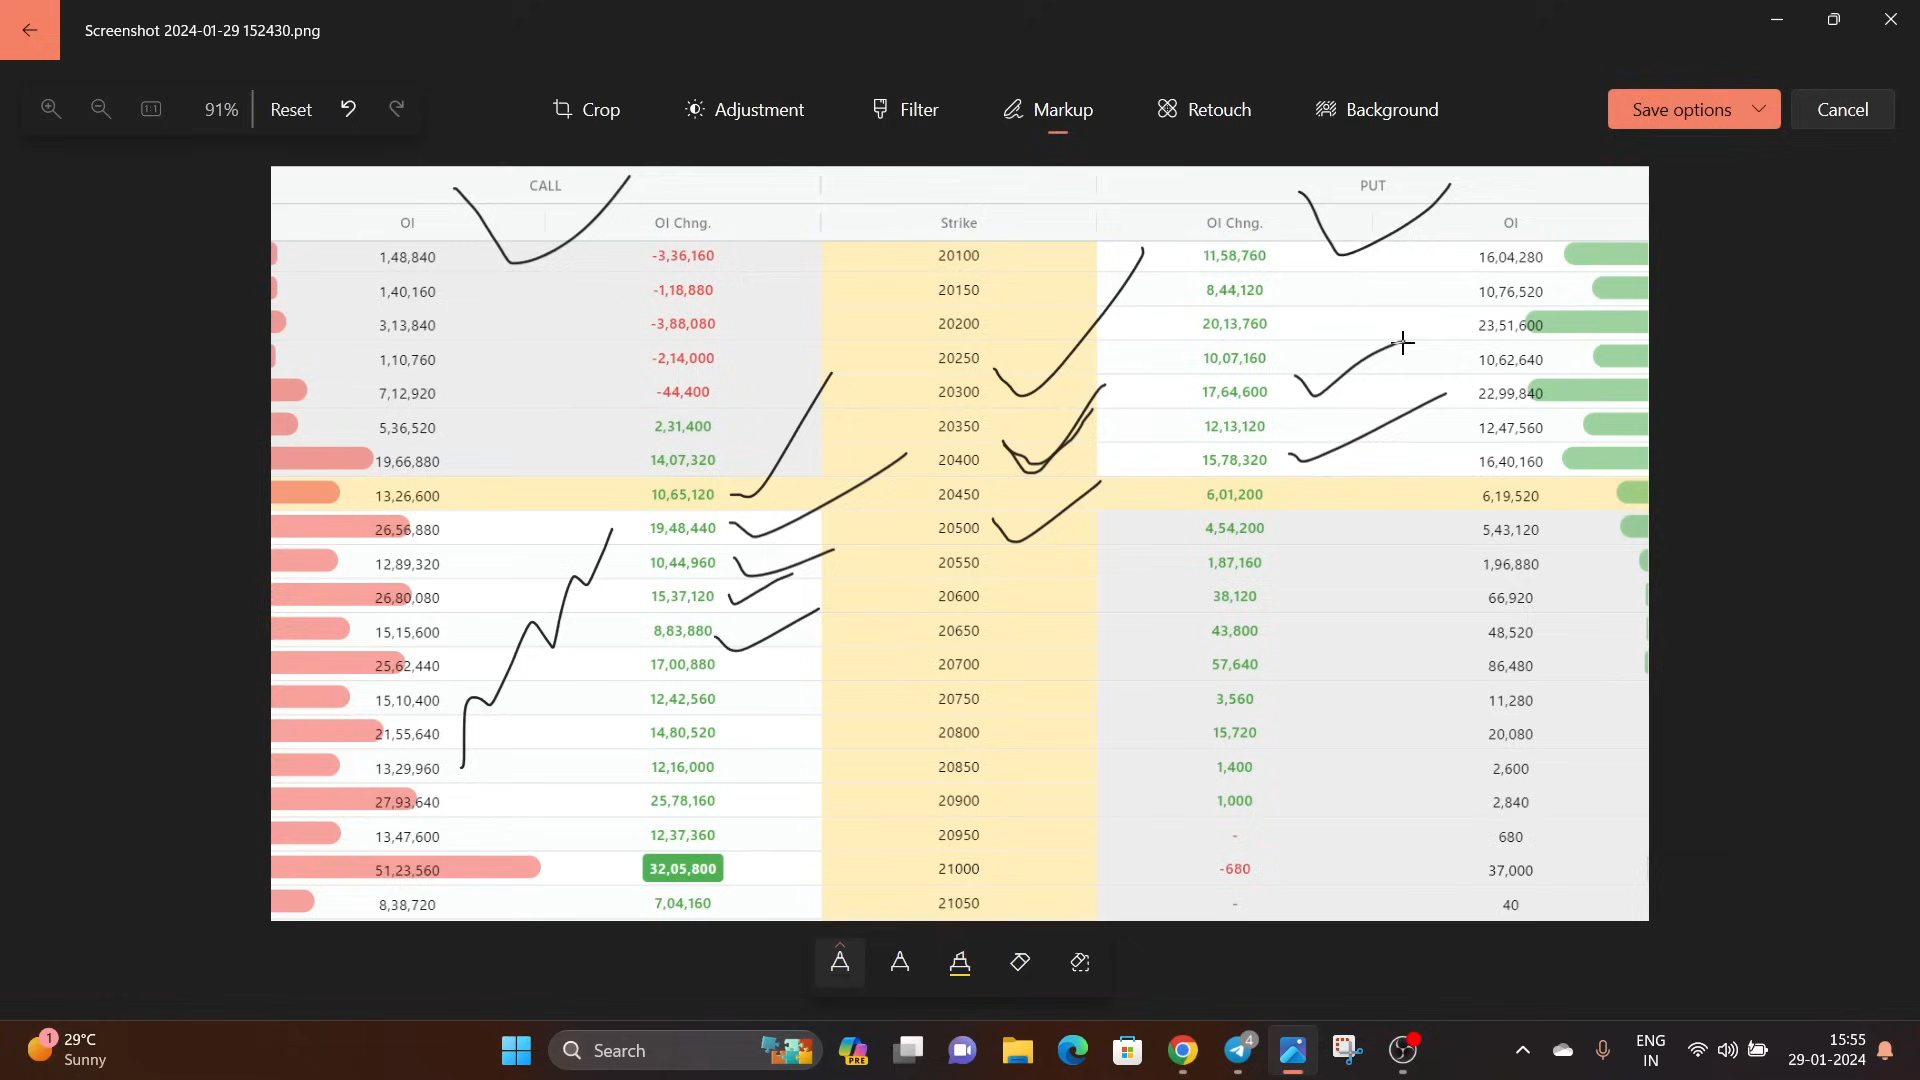 Screenshot 2024-01-29 152430.png
91% Reset Crop Adjustment Filter Markup Retouch Background Save options Cancel
CALL PUT
OI OI Chng. Strike OI Chng. OI
1,48,840 -3,36,160 20100 11,58,760 16,04,280
1,40,160 -1,18,880 20150 8,44,120 10,76,520
3,13,840 -3,88,080 20200 20,13,760 23,51,600
1,10,760 -2,14,000 20250 10,07,160 10,62,640
7,12,920 -44,400 20300 17,64,600 22,99,840
5,36,520 2,31,400 20350 12,13,120 12,47,560
19,66,880 14,07,320 20400 15,78,320 16,40,160
13,26,600 10,65,120 20450 6,01,200 6,19,520
26,56,880 19,48,440 20500 4,54,200 5,43,120
12,89,320 10,44,960 20550 1,87,160 1,96,880
26,80,080 15,37,120 20600 38,120 66,920
15,15,600 8,83,880 20650 43,800 48,520
25,62,440 17,00,880 20700 57,640 86,480
15,10,400 12,42,560 20750 3,560 11,280
21,55,640 14,80,520 20800 15,720 20,080
13,29,960 12,16,000 20850 1,400 2,600
27,93,640 25,78,160 20900 1,000 2,840
13,47,600 12,37,360 20950 - 680
51,23,560 32,05,800 21000 -680 37,000
8,38,720 7,04,160 21050 - 40
1 29°C Search PRE 4 ENG 15:55
Sunny IN 29-01-2024